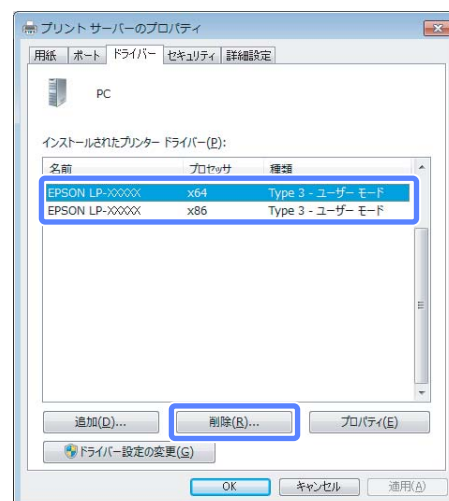 プリント サーバーのプロパティ
用紙 ポート ドライバー セキュリティ 詳細設定
PC
インストールされたプリンター ドライバー(P):
名前 プロセッサ 種類
EPSON LP-XXXXX x64 Type 3 - ユーザー モード
EPSON LP-XXXXX x86 Type 3 - ユーザー モード
追加(D)... 削除(R)... プロパティ(E)
ドライバー設定の変更(G)
OK キャンセル 適用(A)